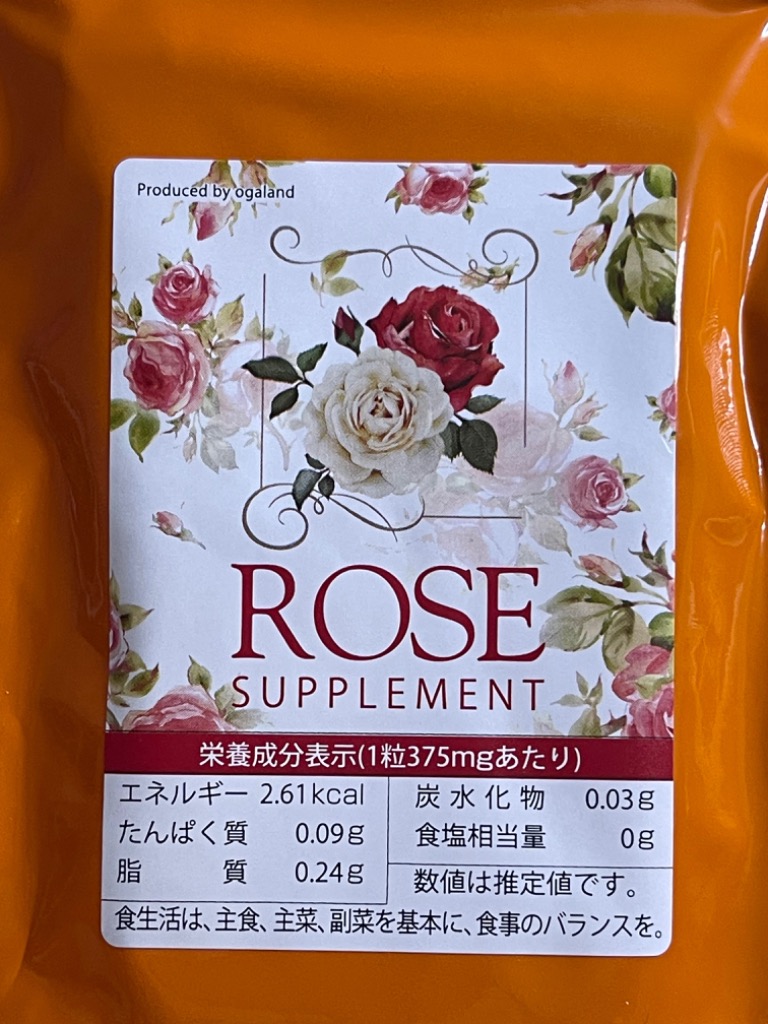 Produced by ogaland
ROSE
SUPPLEMENT
栄養成分表示(1粒375mgあたり)
エネルギー 2.61kcal
たんぱく質 0.09g
脂質 0.24g
炭水化物 0.03g
食塩相当量 0g
数値は推定値です。
食生活は、主食、主菜、副菜を基本に、食事のバランスを。